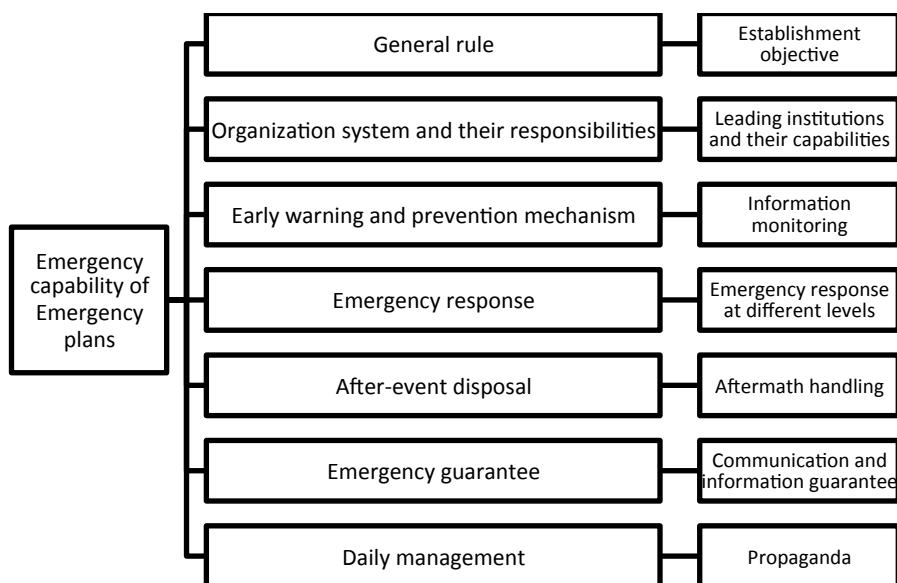 General rule
Establishment
objective
Organization system and their responsibilities
Leading institutions
and their capabilities
Early warning and prevention mechanism
Information
monitoring
Emergency
capability of
Emergency
plans
Emergency response
Emergency response
at different levels
After-event disposal
Aftermath handling
Emergency guarantee
Communication and
information guarantee
Daily management
Propaganda